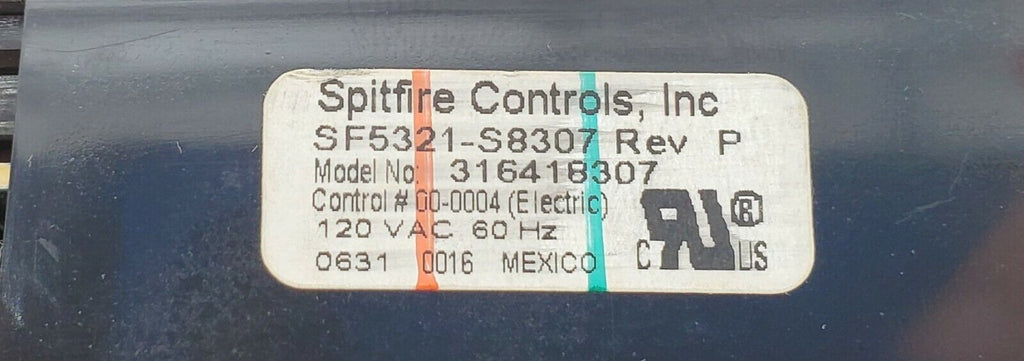 Spitfire Controls, Inc
SF5321-S8307 Rev P
Model No: 316418307
Control # 00-0004 (Electric)
120 VAC 60 Hz
0631 0016 MEXICO
C RU US ®